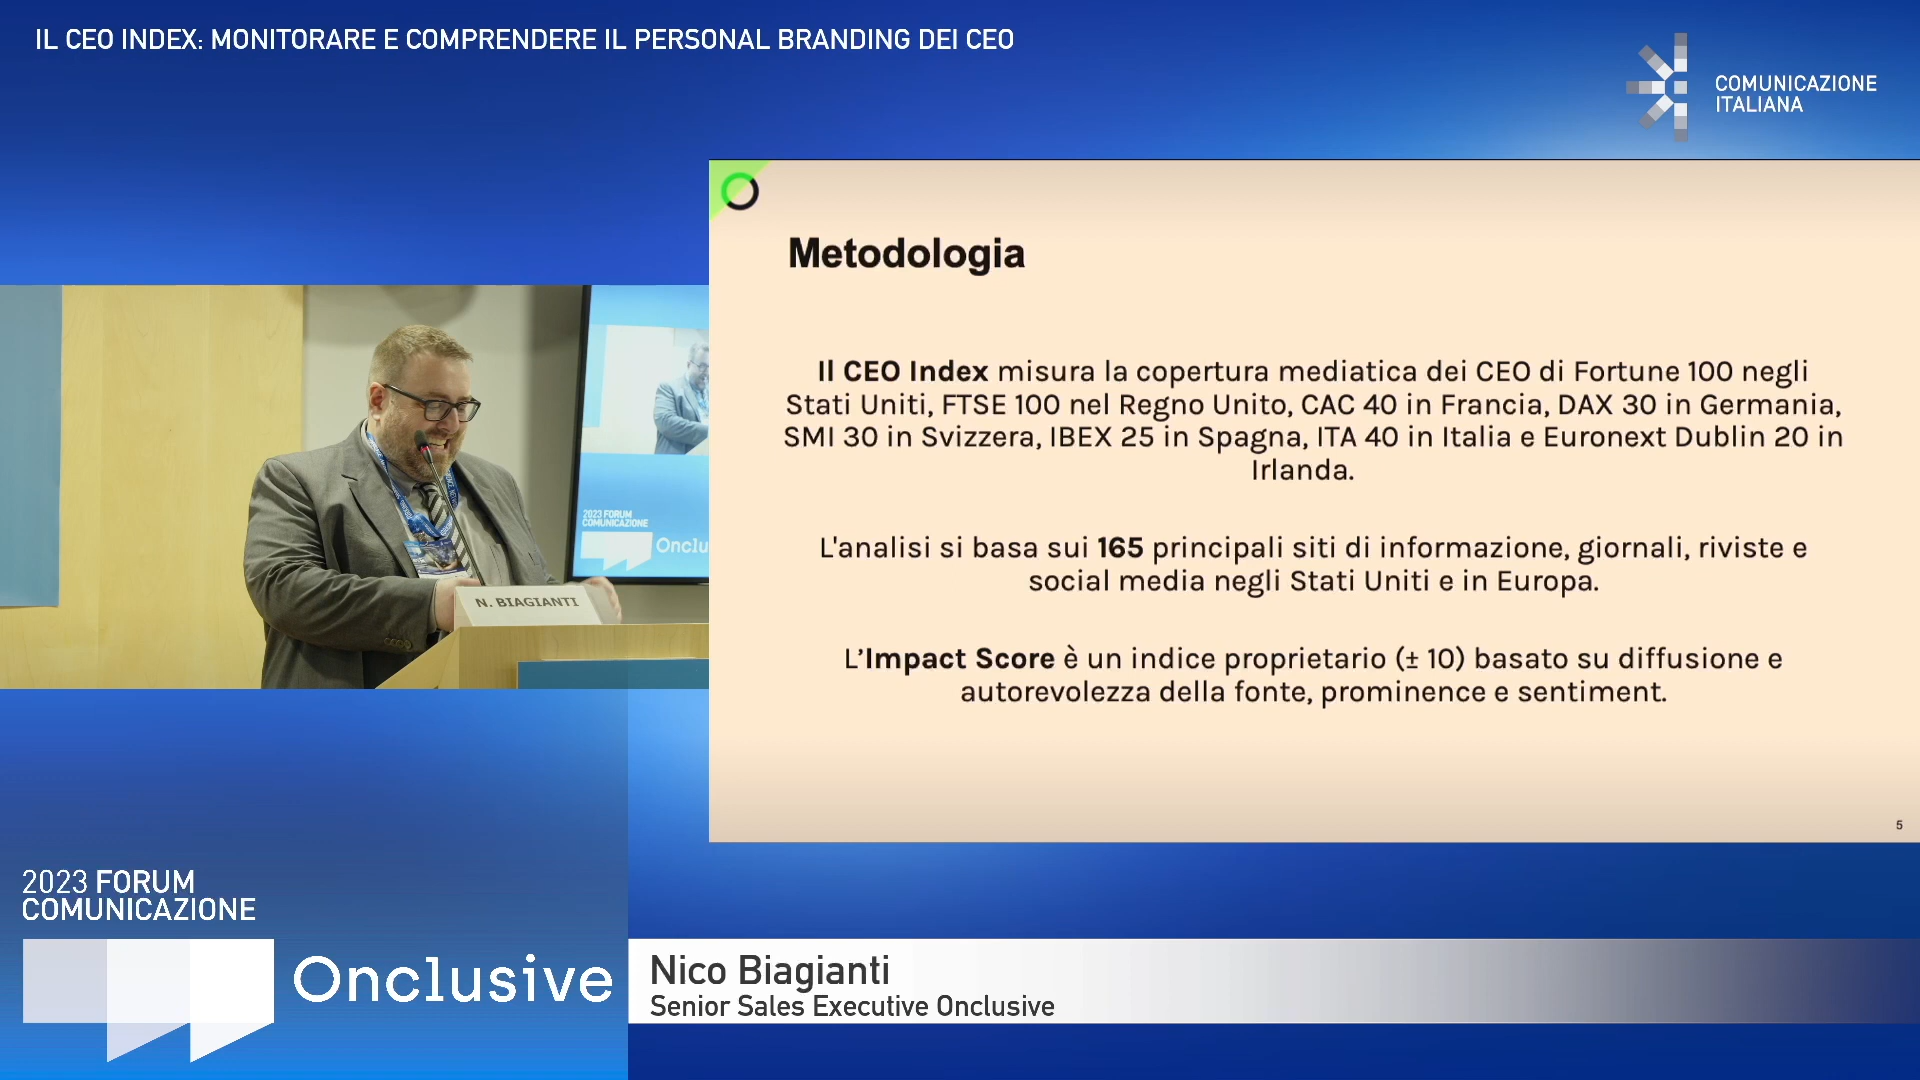 IL CEO INDEX: MONITORARE E COMPRENDERE IL PERSONAL BRANDING DEI CEO
COMUNICAZIONE
ITALIANA
Metodologia
Il CEO Index misura la copertura mediatica dei CEO di Fortune 100 negli
Stati Uniti, FTSE 100 nel Regno Unito, CAC 40 in Francia, DAX 30 in Germania,
SMI 30 in Svizzera, IBEX 25 in Spagna, ITA 40 in Italia e Euronext Dublin 20 in
Irlanda.
L'analisi si basa sui 165 principali siti di informazione, giornali, riviste e
social media negli Stati Uniti e in Europa.
L’Impact Score è un indice proprietario (± 10) basato su diffusione e
autorevolezza della fonte, prominence e sentiment.
5
2023 FORUM
COMUNICAZIONE
Onclu
N. BIAGIANTI
2023 FORUM
COMUNICAZIONE
Onclusive
Nico Biagianti
Senior Sales Executive Onclusive